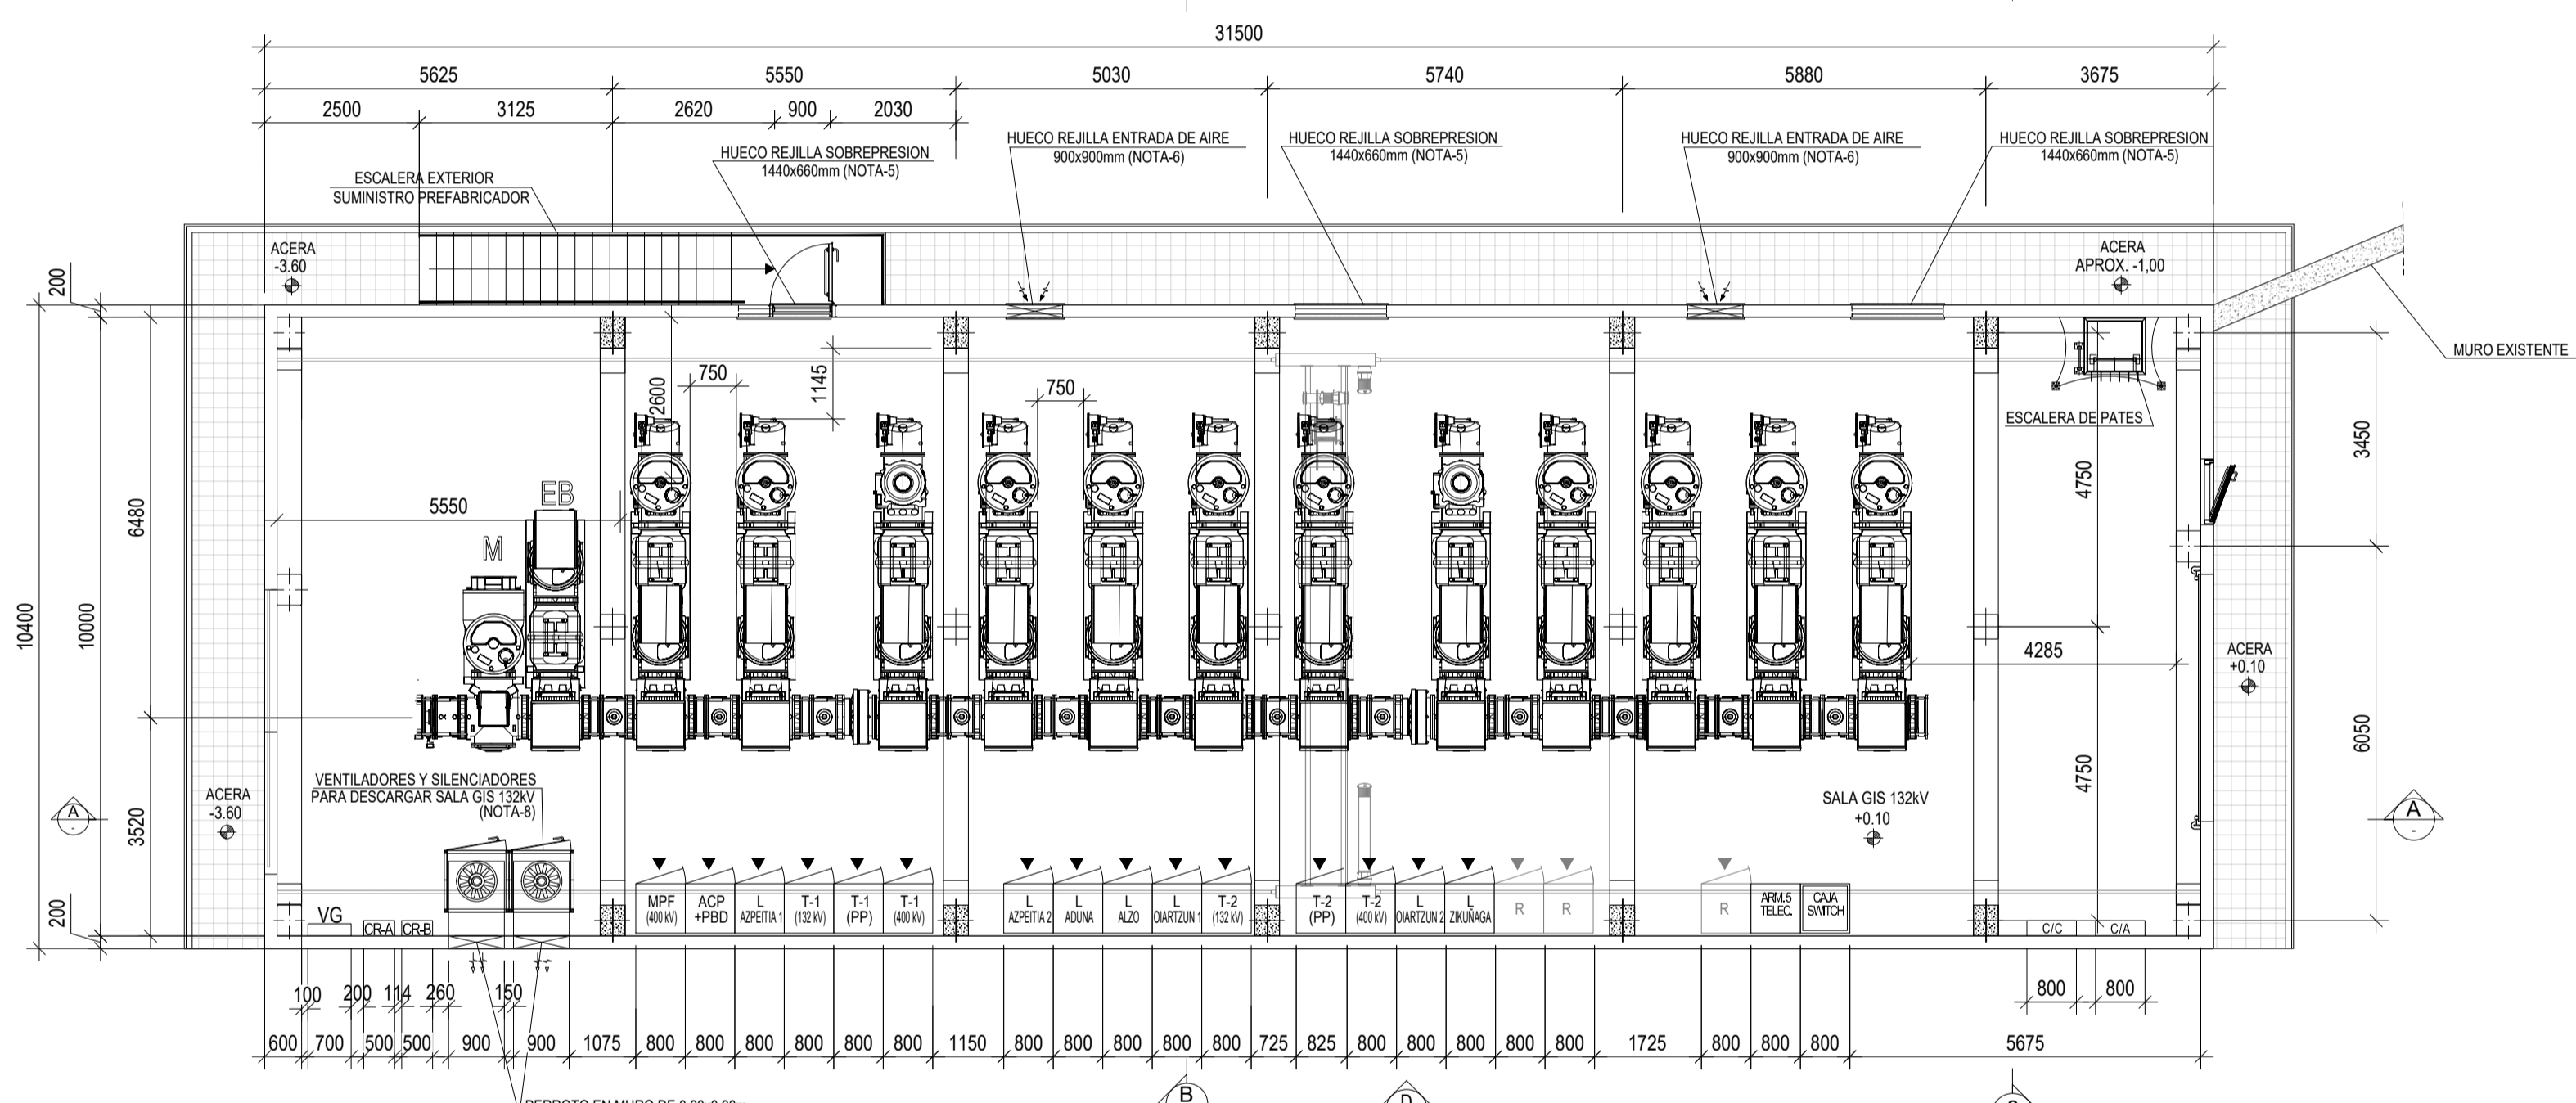 31500
5625 5550 5030 5740 5880 3675
2500 3125 2620 900 2030
HUECO REJILLA SOBREPRESION
1440x660mm (NOTA-5)
HUECO REJILLA ENTRADA DE AIRE
900x900mm (NOTA-6)
HUECO REJILLA SOBREPRESION
1440x660mm (NOTA-5)
HUECO REJILLA ENTRADA DE AIRE
900x900mm (NOTA-6)
HUECO REJILLA SOBREPRESION
1440x660mm (NOTA-5)
ESCALERA EXTERIOR
SUMINISTRO PREFABRICADOR
ACERA
-3.60
ACERA
APROX. -1,00
MURO EXISTENTE
ESCALERA DE PATES
200
10400
10000
6480
3520
200
5550
2600
750
1145
750
M
EB
4750
4750
3450
6050
4285
ACERA
+0.10
ACERA
-3.60
VENTILADORES Y SILENCIADORES
PARA DESCARGAR SALA GIS 132kV
(NOTA-8)
SALA GIS 132kV
+0.10
A
-
A
-
VG
CR-A
CR-B
MPF
(400 kV)
ACP
+PBD
L
AZPEITIA 1
T-1
(132 kV)
T-1
(PP)
T-1
(400 kV)
L
AZPEITIA 2
L
ADUNA
L
ALZO
L
OIARTZUN 1
T-2
(132 kV)
T-2
(PP)
T-2
(400 kV)
L
OIARTZUN 2
L
ZIKUÑAGA
R
R
R
ARM.5
TELEC.
CAJA
SWITCH
C/C
C/A
100 200 114 260 150 800 800
600 700 500 500 900 900 1075 800 800 800 800 800 800 1150 800 800 800 800 800 725 825 800 800 800 800 800 1725 800 800 800 5675
B
D